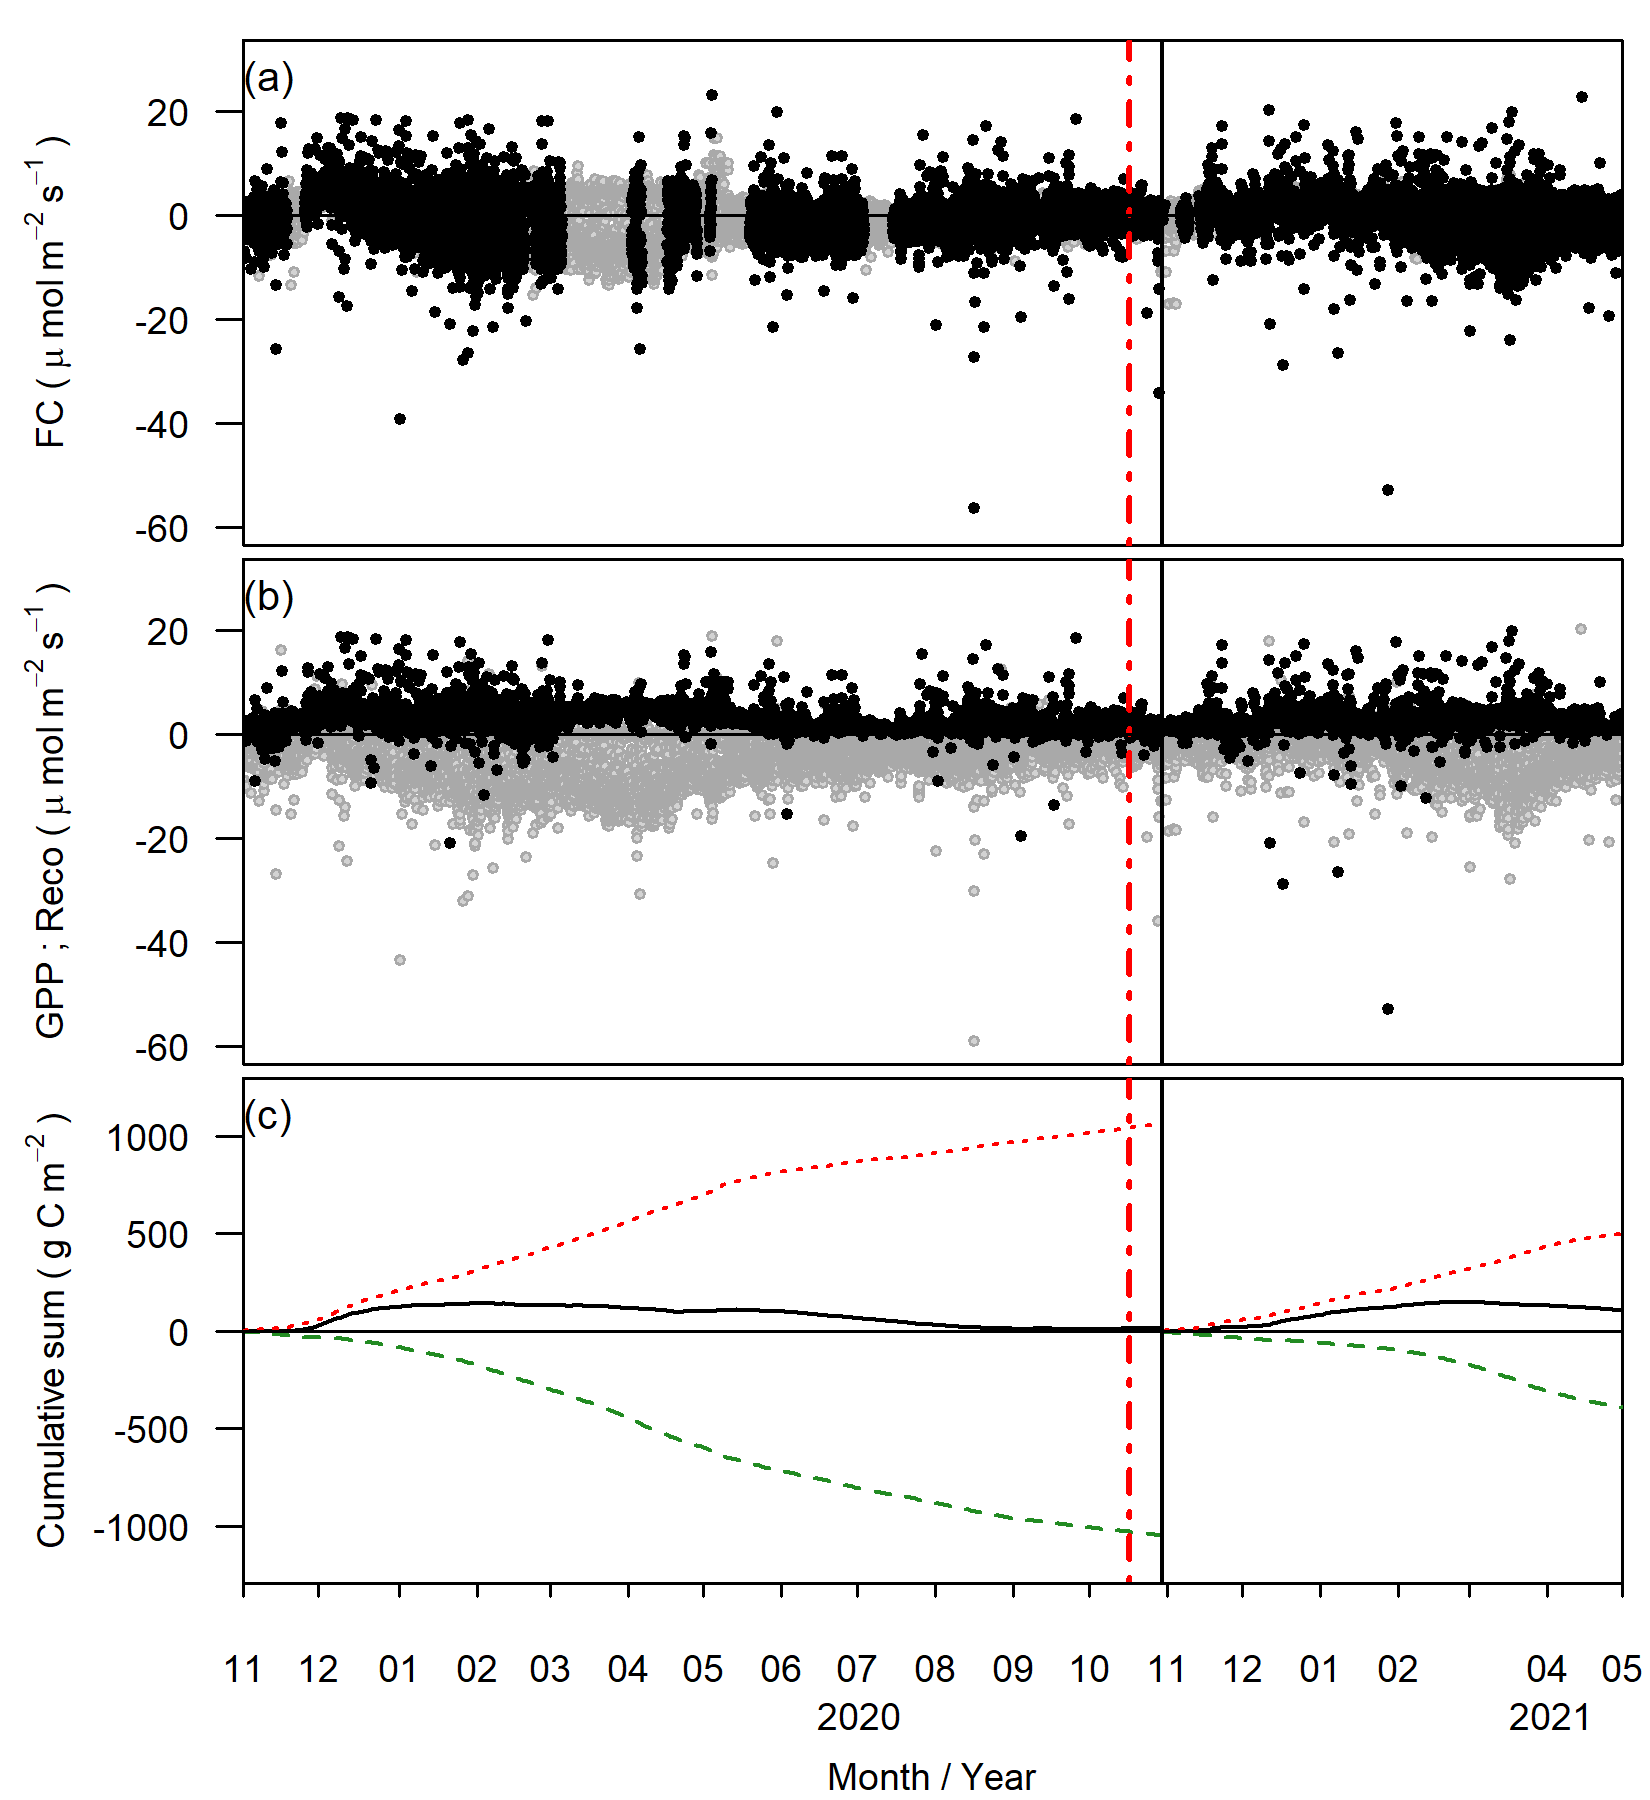 (a)
20
0
-20
-40
-60
FC ( μ mol m−2 s−1 )
(b)
20
0
-20
-40
-60
GPP ; Reco ( μ mol m−2 s−1 )
(c)
1000
500
0
-500
-1000
Cumulative sum ( g C m−2 )
11 12 01 02 03 04 05 06 07 08 09 10 11 12 01 02 04 05
2020 2021
Month / Year